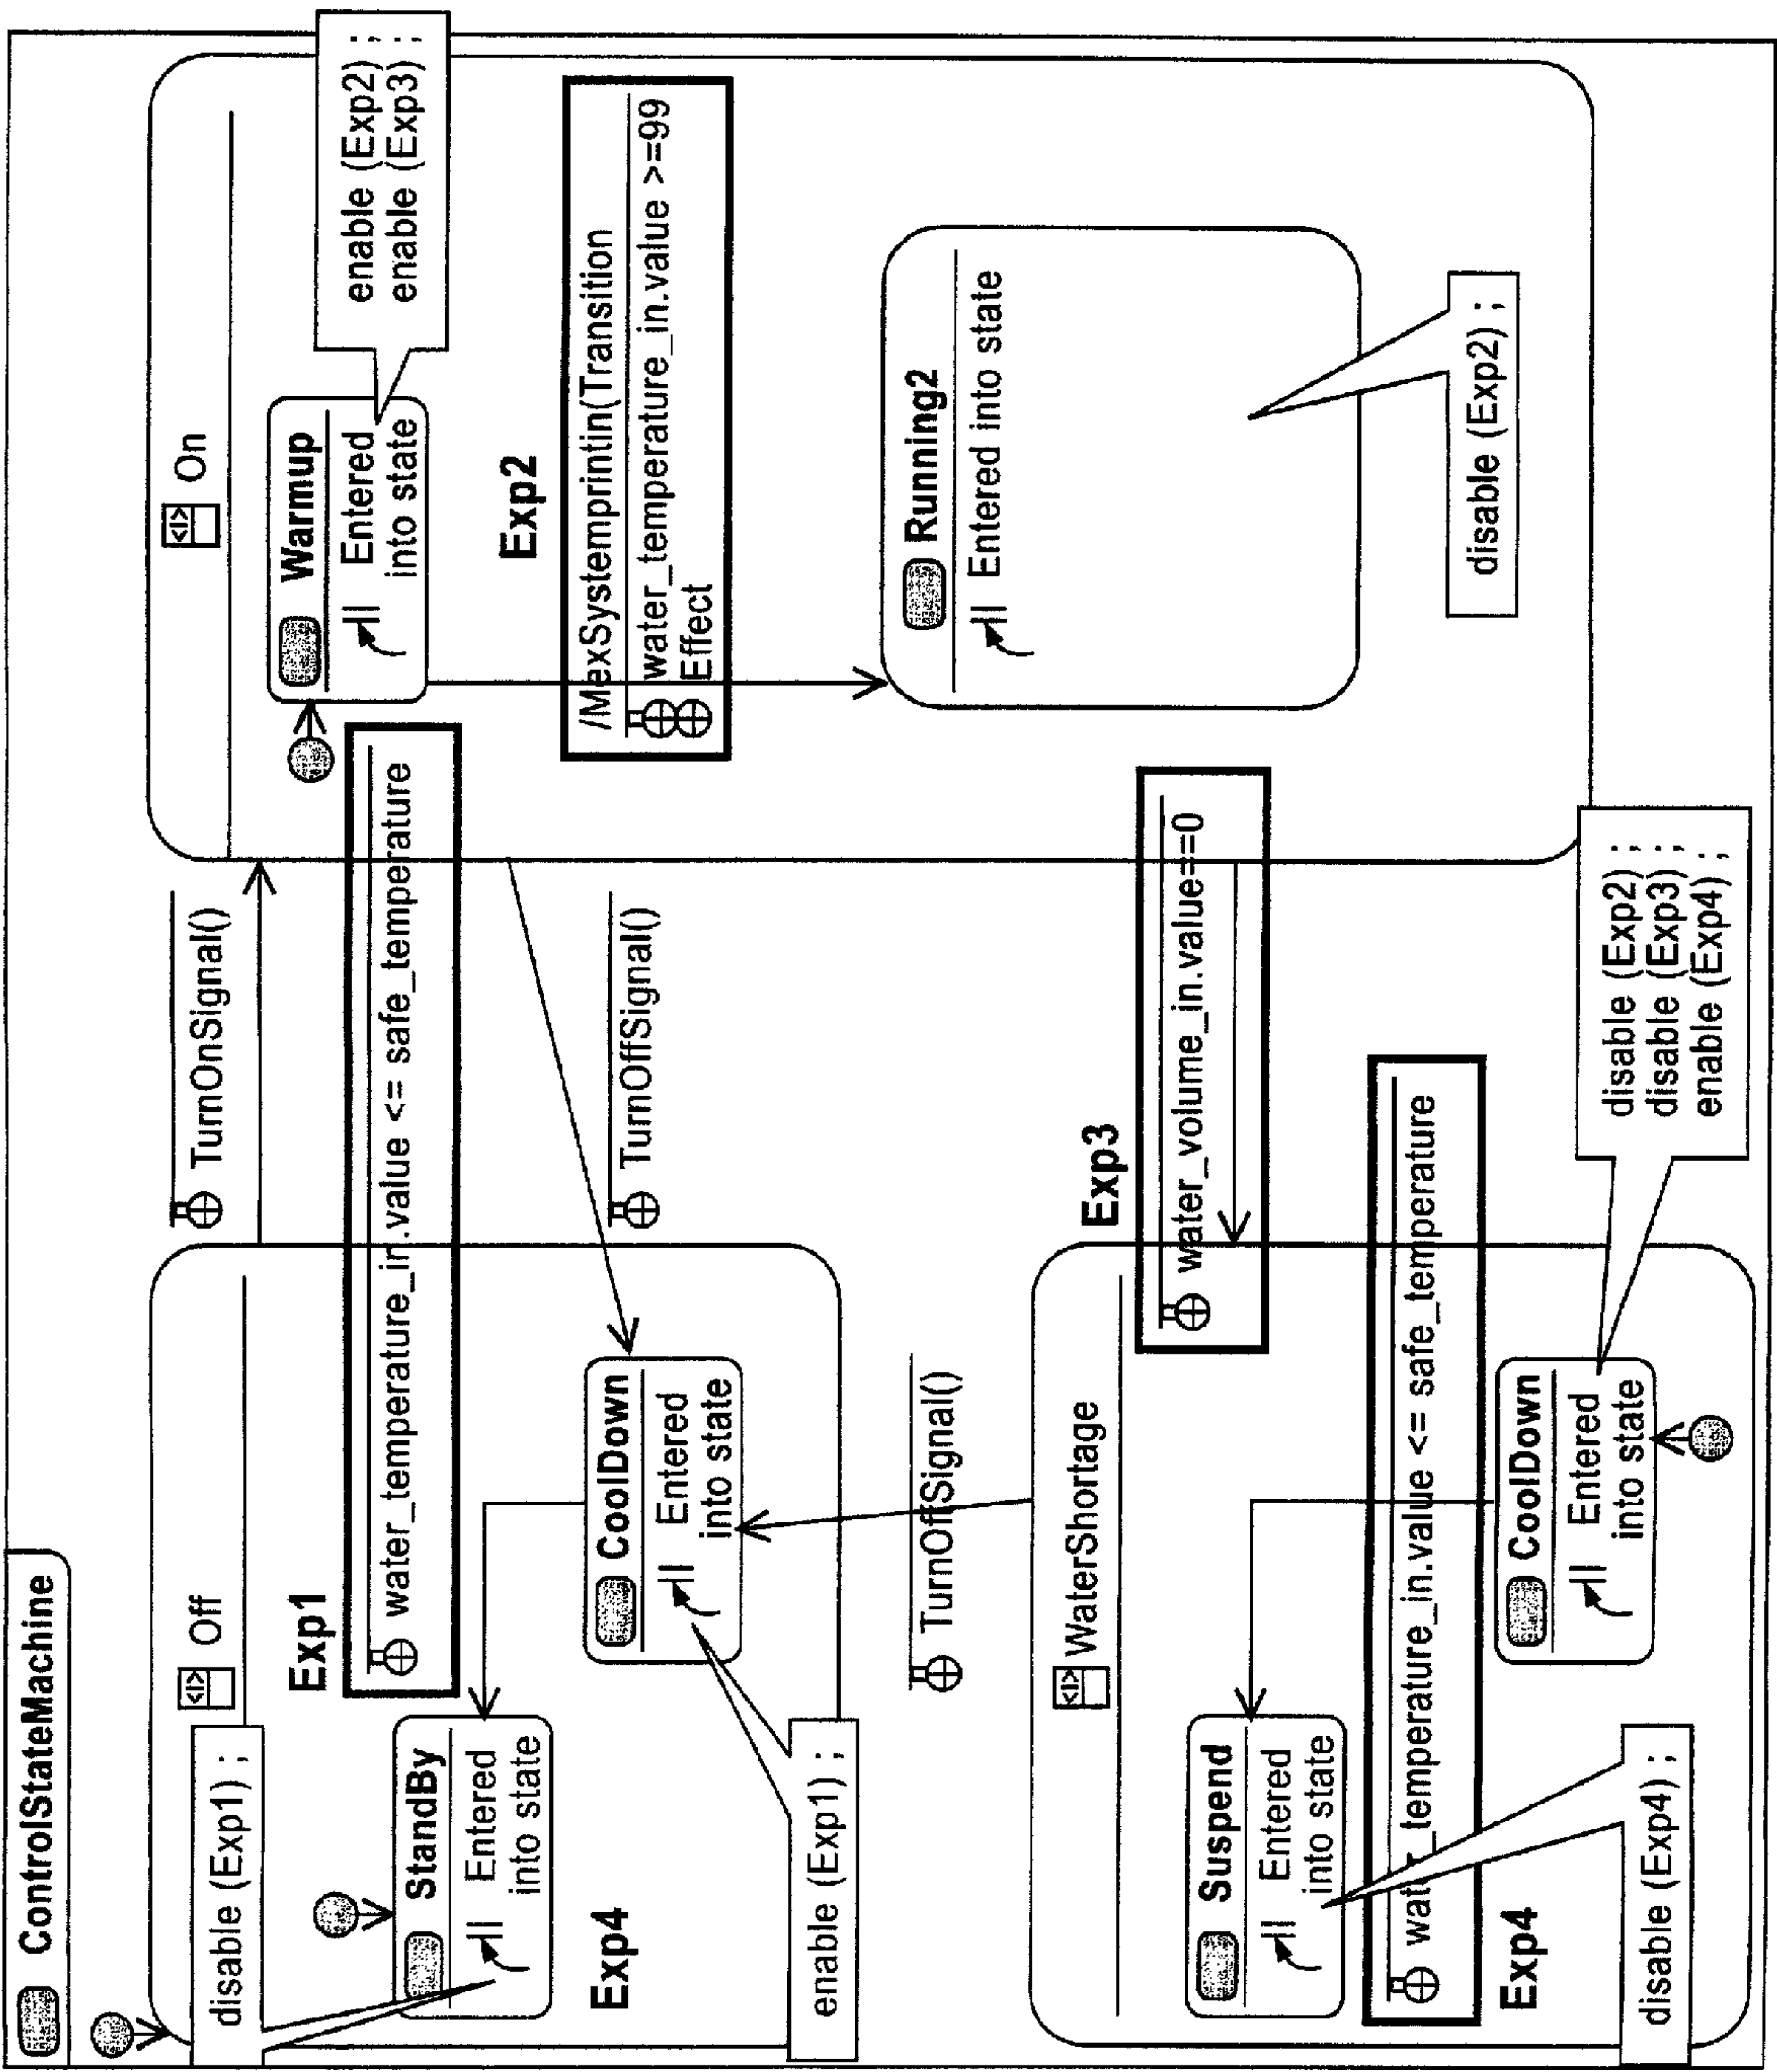 ControlStateMachine
<I> Off
disable (Exp1) ;
Exp1
water_temperature_in.value <= safe_temperature
StandBy
Entered
into state
Exp4
CoolDown
Entered
into state
enable (Exp1) ;
TurnOnSignal()
TurnOffSignal()
<I> On
Warmup
Entered
into state
enable (Exp2) ;
enable (Exp3) ;
Exp2
/MexSystemprintin(Transition
water_temperature_in.value >=99
Effect
Running2
Entered into state
disable (Exp2) ;
TurnOffSignal()
<I> WaterShortage
Exp3
water_volume_in.value==0
Suspend
Entered
into state
water_temperature_in.value <= safe_temperature
Exp4
disable (Exp4) ;
CoolDown
Entered
into state
disable (Exp2) ;
disable (Exp3) ;
enable (Exp4) ;